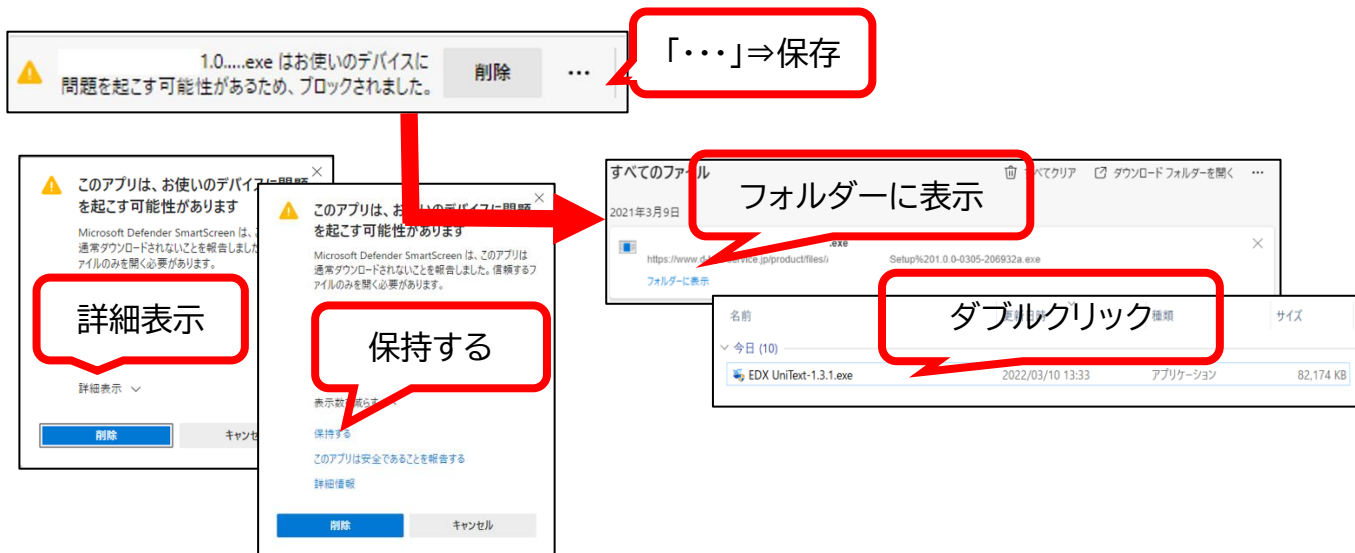 1.0.....exe はお使いのデバイスに
問題を起こす可能性があるため、ブロックされました。
削除
…
「・・・」⇒保存
このアプリは、お使いのデバイスに問題
を起こす可能性があります
Microsoft Defender SmartScreen は、
通常ダウンロードされないことを報告しました
ァイルのみを開く必要があります。
詳細表示
詳細表示
削除
キャンセ
このアプリは、お使いのデバイスに問題
を起こす可能性があります
Microsoft Defender SmartScreen は、このアプリは
通常ダウンロードされないことを報告しました。信頼するフ
ァイルのみを開く必要があります。
保持する
表示数を減らす
保持する
このアプリは安全であることを報告する
詳細情報
削除
キャンセル
すべてのファイル
すべてクリア
ダウンロード フォルダーを開く
…
フォルダーに表示
2021年3月9日
.exe
Setup%201.0.0-0305-206932a.exe
フォルダーに表示
ダブルクリック
名前
更新日時
種類
サイズ
今日 (10)
EDX UniText-1.3.1.exe
2022/03/10 13:33
アプリケーション
82,174 KB